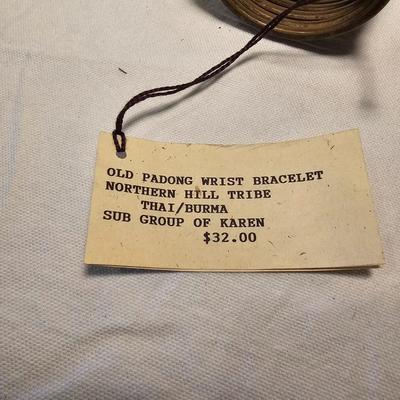 OLD PADONG WRIST BRACELET
NORTHERN HILL TRIBE
THAI/BURMA
SUB GROUP OF KAREN
$32.00